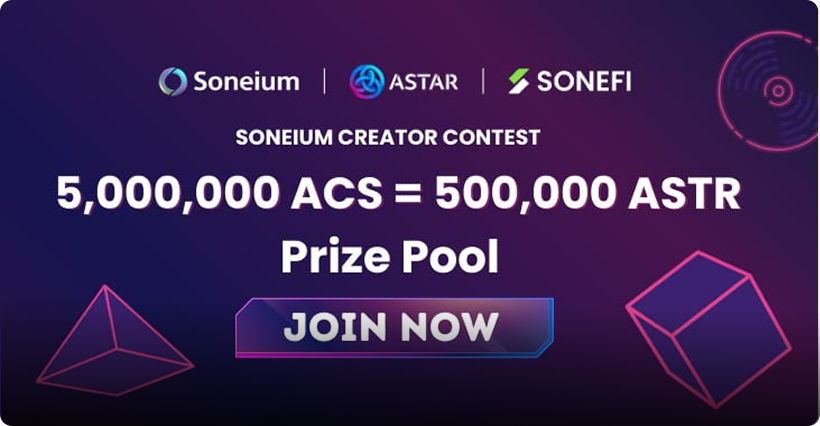 Soneium | ASTAR | SONEFI
SONEIUM CREATOR CONTEST
5,000,000 ACS = 500,000 ASTR
Prize Pool
JOIN NOW